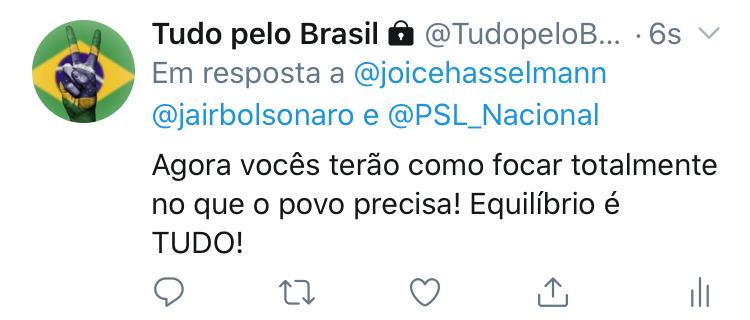 Tudo pelo Brasil @TudopeloB... · 6s
Em resposta a @joicehasselmann
@jairbolsonaro e @PSL_Nacional
Agora vocês terão como focar totalmente
no que o povo precisa! Equilíbrio é
TUDO!